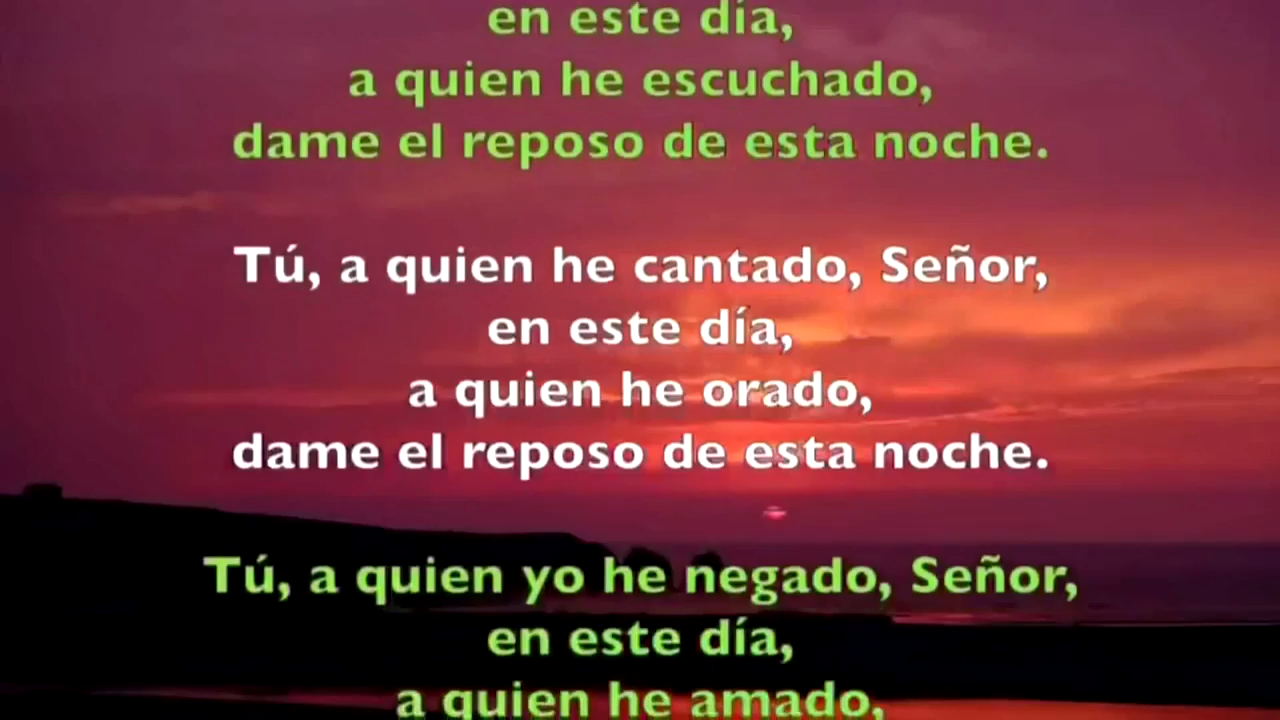 en este día,
a quien he escuchado,
dame el reposo de esta noche.
Tú, a quien he cantado, Señor,
en este día,
a quien he orado,
dame el reposo de esta noche.
Tú, a quien yo he negado, Señor,
en este día,
a quien he amado,